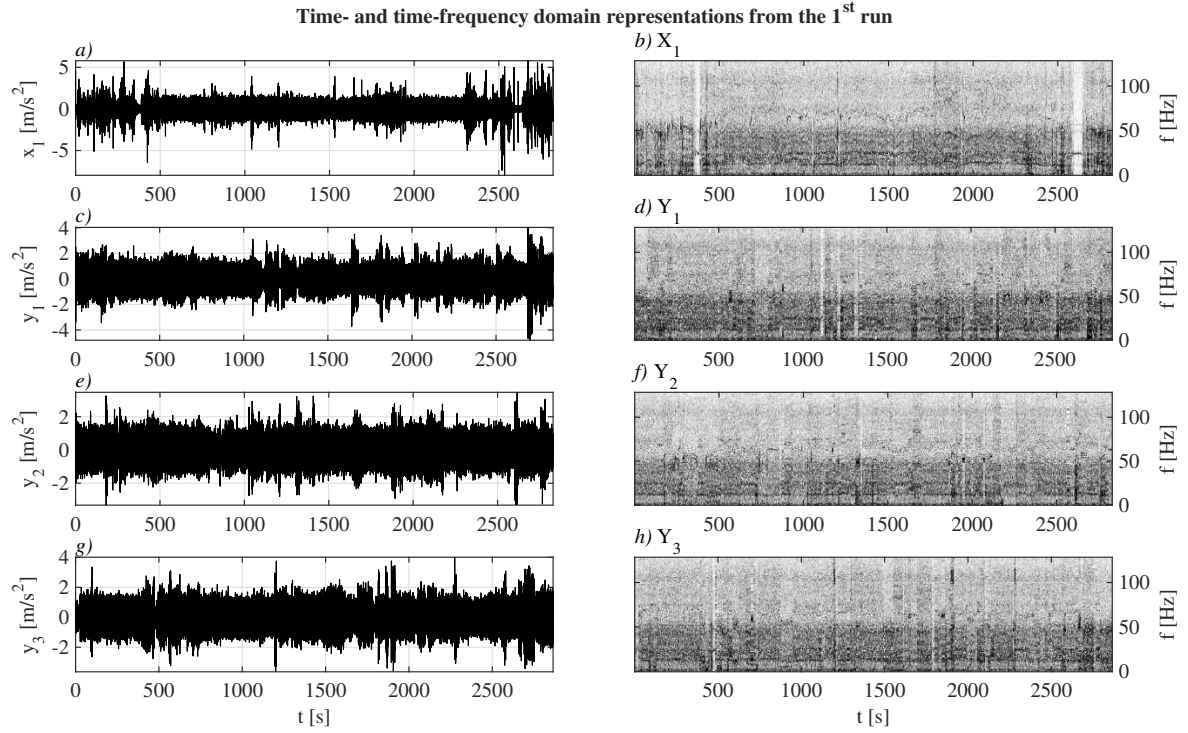 Time- and time-frequency domain representations from the 1st run
a)
b) X1
5
0
-5
x1 [m/s2]
0 500 1000 1500 2000 2500
100
50
0
f [Hz]
500 1000 1500 2000 2500
c)
d) Y1
4
2
0
-2
-4
y1 [m/s2]
0 500 1000 1500 2000 2500
100
50
0
f [Hz]
500 1000 1500 2000 2500
e)
f) Y2
2
0
-2
y2 [m/s2]
0 500 1000 1500 2000 2500
100
50
0
f [Hz]
500 1000 1500 2000 2500
g)
h) Y3
4
2
0
-2
y3 [m/s2]
0 500 1000 1500 2000 2500
t [s]
100
50
0
f [Hz]
500 1000 1500 2000 2500
t [s]